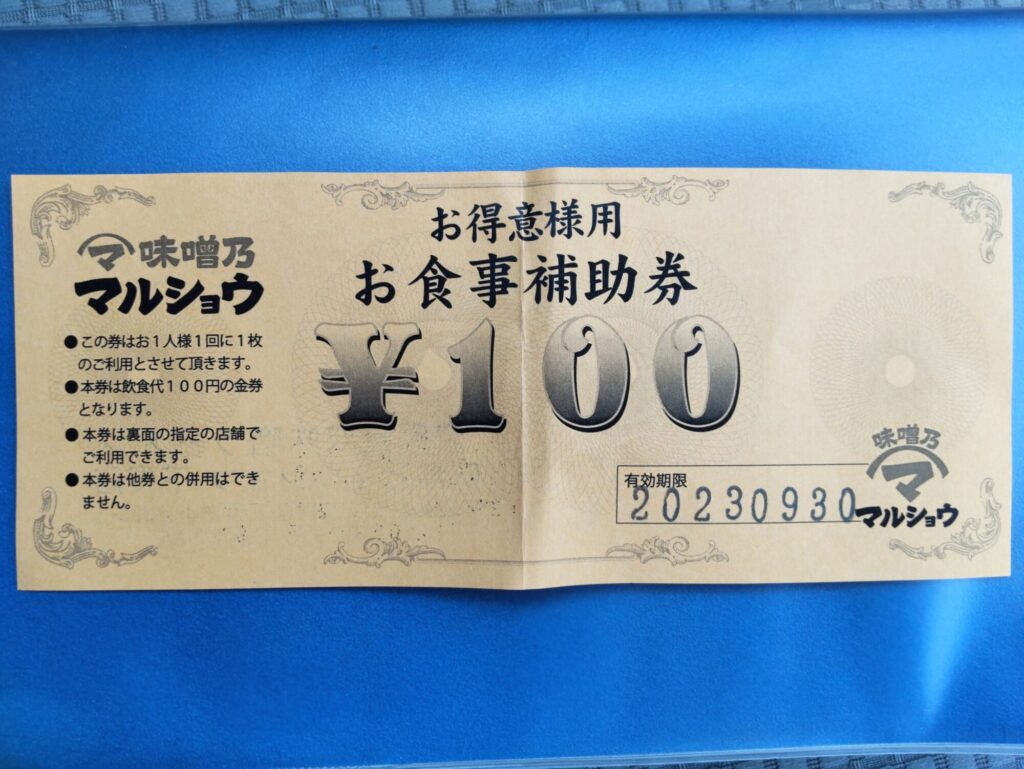 味噌乃
マルショウ
●この券はお1人様1回に1枚
のご利用とさせて頂きます。
●本券は飲食代100円の金券
となります。
●本券は裏面の指定の店舗で
ご利用できます。
●本券は他券との併用はでき
ません。
お得意様用
お食事補助券
¥100
有効期限
20230930
味噌乃
マ
マルショウ